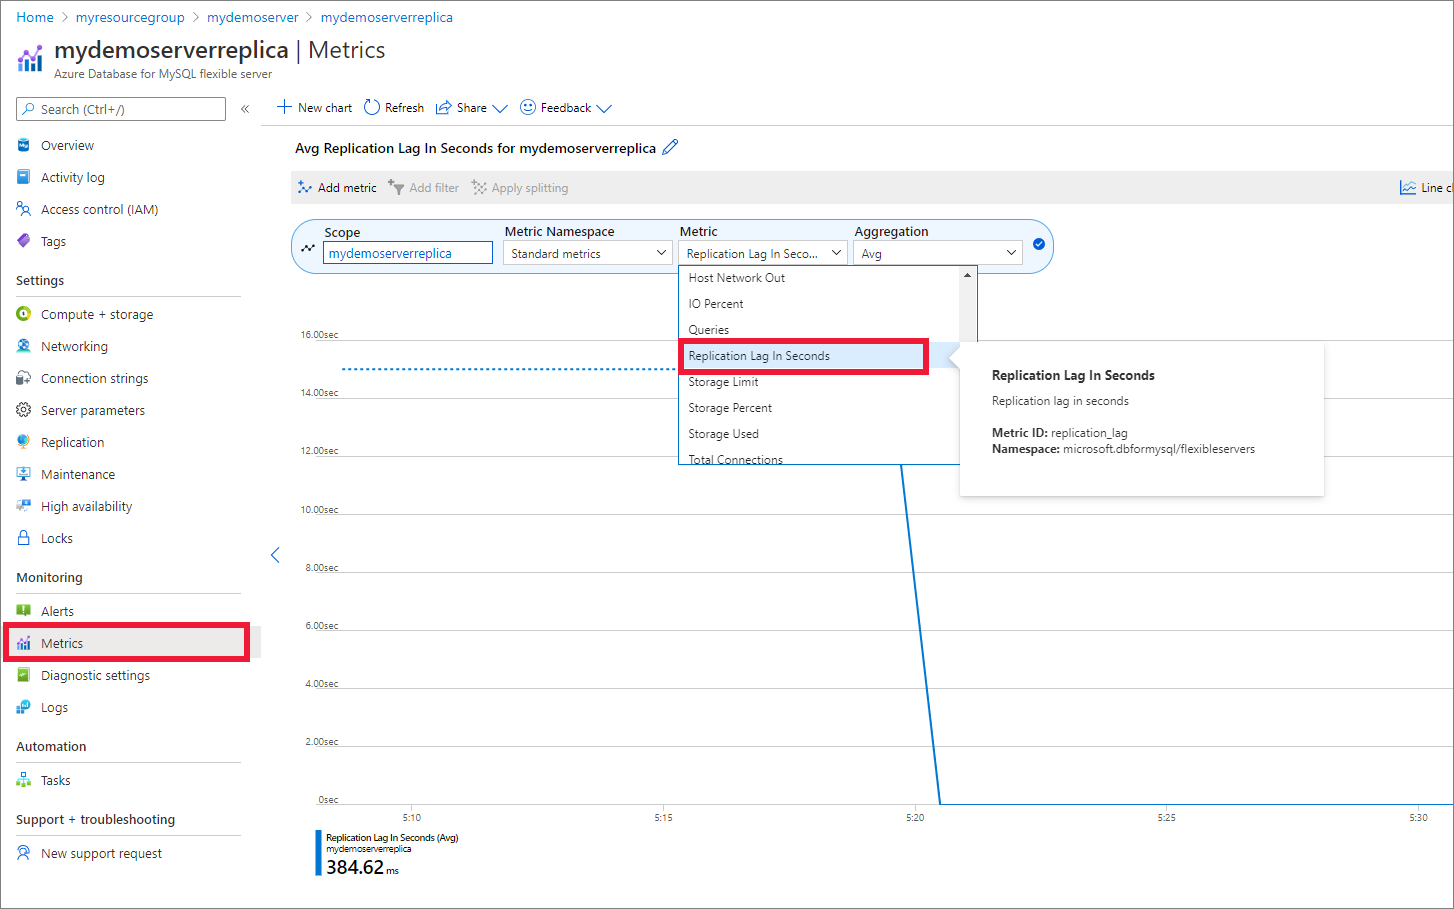 Home > myresourcegroup > mydemoserver > mydemoserverreplica
mydemoserverreplica | Metrics
Azure Database for MySQL flexible server
Search (Ctrl+/)
«
Overview
Activity log
Access control (IAM)
Tags
Settings
Compute + storage
Networking
Connection strings
Server parameters
Replication
Maintenance
High availability
Locks
Monitoring
Alerts
Metrics
Diagnostic settings
Logs
Automation
Tasks
Support + troubleshooting
New support request
New chart Refresh Share Feedback
Avg Replication Lag In Seconds for mydemoserverreplica
Add metric Add filter Apply splitting Line c
Scope Metric Namespace Metric Aggregation
mydemoserverreplica Standard metrics Replication Lag In Seco... Avg
Host Network Out
IO Percent
Queries
Replication Lag In Seconds
Storage Limit
Storage Percent
Storage Used
Total Connections
Replication Lag In Seconds
Replication lag in seconds
Metric ID: replication_lag
Namespace: microsoft.dbformysql/flexibleservers
16.00sec
14.00sec
12.00sec
10.00sec
8.00sec
6.00sec
4.00sec
2.00sec
0sec
5:10 5:15 5:20 5:25 5:30
Replication Lag In Seconds (Avg)
mydemoserverreplica
384.62 ms